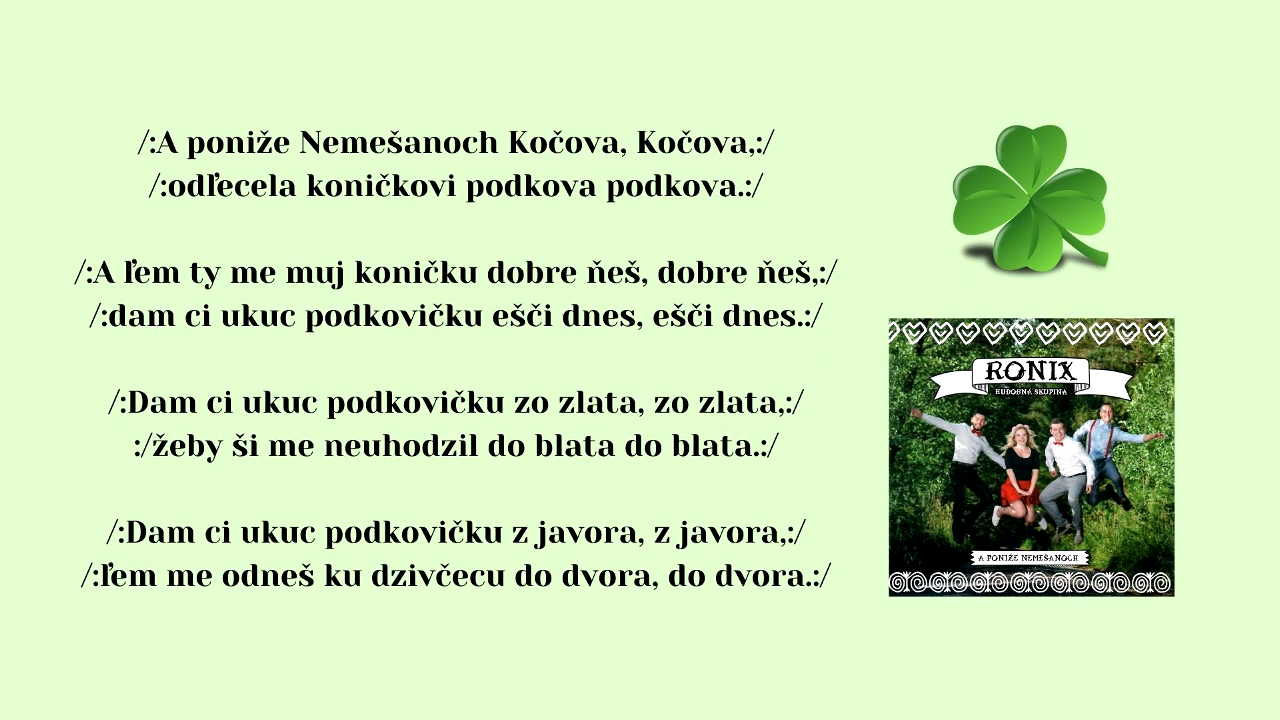 /:A poniže Nemešanoch Kočova, Kočova,:/
/:odľecela koničkovi podkova podkova.:/
/:A ľem ty me muj koničku dobre ňeš, dobre ňeš,:/
/:dam ci ukuc podkovičku ešči dnes, ešči dnes.:/
/:Dam ci ukuc podkovičku zo zlata, zo zlata,:/
:/žeby ši me neuhodzil do blata do blata.:/
/:Dam ci ukuc podkovičku z javora, z javora,:/
/:ľem me odnes ku dzivčecu do dvora, do dvora.:/
RONIX
HUDOBNÁ SKUPINA
A PONIŽE NEMEŠANOCH